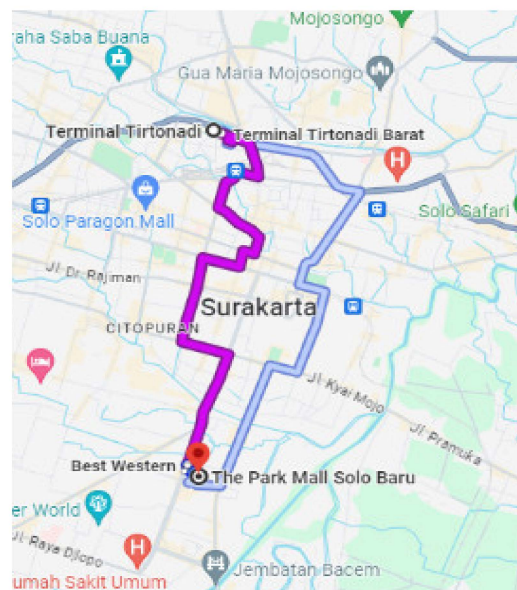 Mojosongo
raha Saba Buana
Gua Maria Mojosongo
Terminal Tirtonadi
Terminal Tirtonadi Barat
H
Solo Paragon Mall
Solo Safari
Jl. Dr. Rajiman
Surakarta
CITOPURAN
Jl. Kyai Mojo
Jl. Pramuka
Best Western
The Park Mall Solo Baru
er World
Jl. Raya Djlopo
H
umah Sakit Umum
Jembatan Bacem